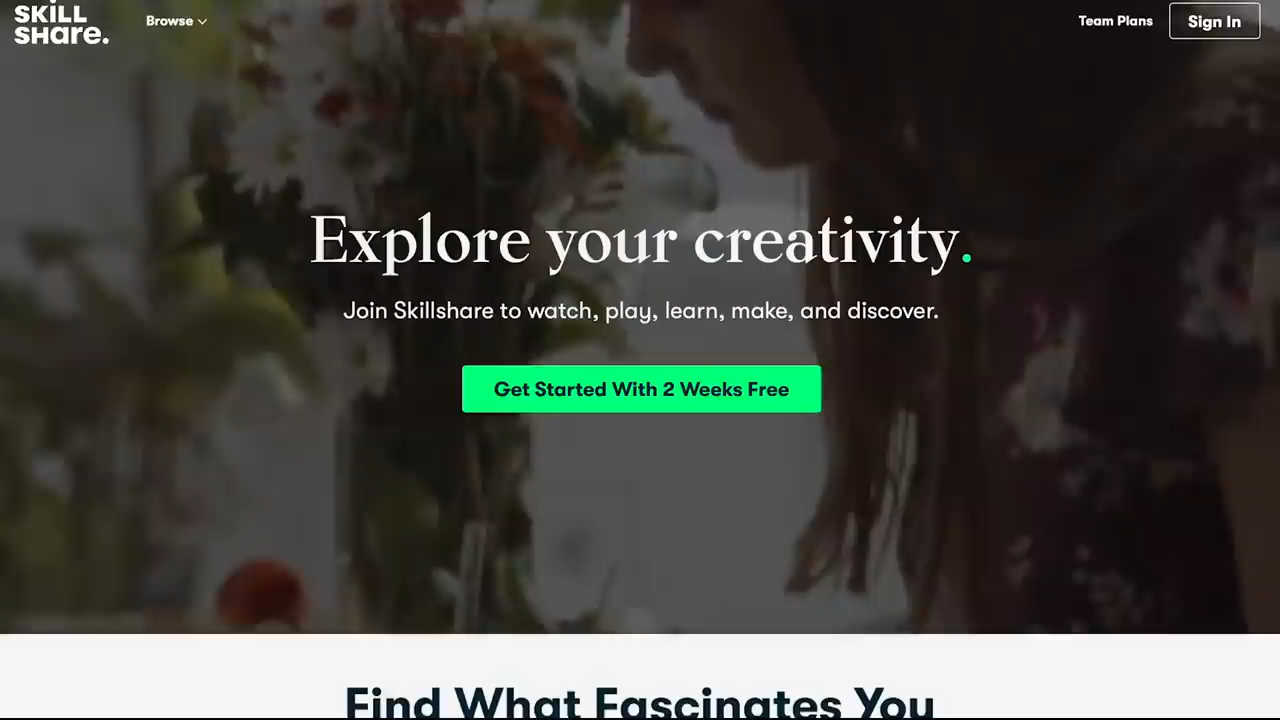 SKILL
SHare.
Browse
Team Plans
Sign In
Explore your creativity.
Join Skillshare to watch, play, learn, make, and discover.
Get Started With 2 Weeks Free
Find What Fascinates You